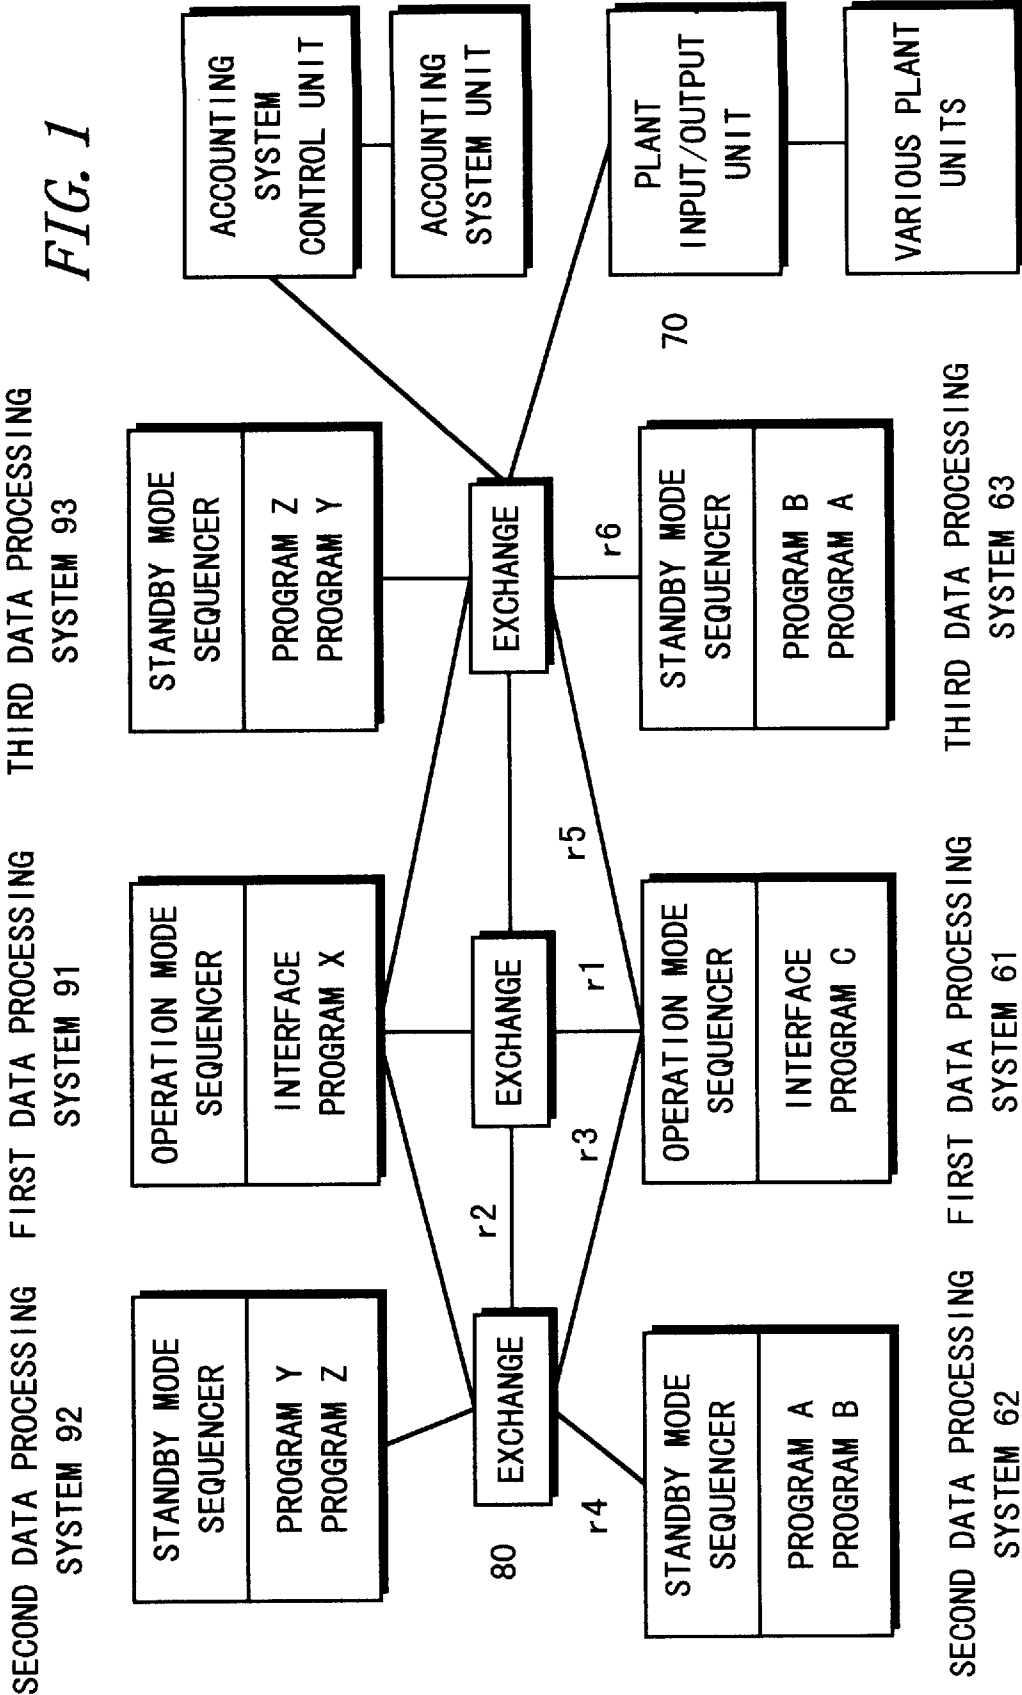 FIG. 1
SECOND DATA PROCESSING
SYSTEM 92
FIRST DATA PROCESSING
SYSTEM 91
THIRD DATA PROCESSING
SYSTEM 93
STANDBY MODE
SEQUENCER
PROGRAM Y
PROGRAM Z
OPERATION MODE
SEQUENCER
INTERFACE
PROGRAM X
STANDBY MODE
SEQUENCER
PROGRAM Z
PROGRAM Y
ACCOUNTING
SYSTEM
CONTROL UNIT
ACCOUNTING
SYSTEM UNIT
80
EXCHANGE
r2
EXCHANGE
EXCHANGE
r4
r3
r1
r5
r6
70
STANDBY MODE
SEQUENCER
PROGRAM A
PROGRAM B
OPERATION MODE
SEQUENCER
INTERFACE
PROGRAM C
STANDBY MODE
SEQUENCER
PROGRAM B
PROGRAM A
PLANT
INPUT/OUTPUT
UNIT
VARIOUS PLANT
UNITS
SECOND DATA PROCESSING
SYSTEM 62
FIRST DATA PROCESSING
SYSTEM 61
THIRD DATA PROCESSING
SYSTEM 63